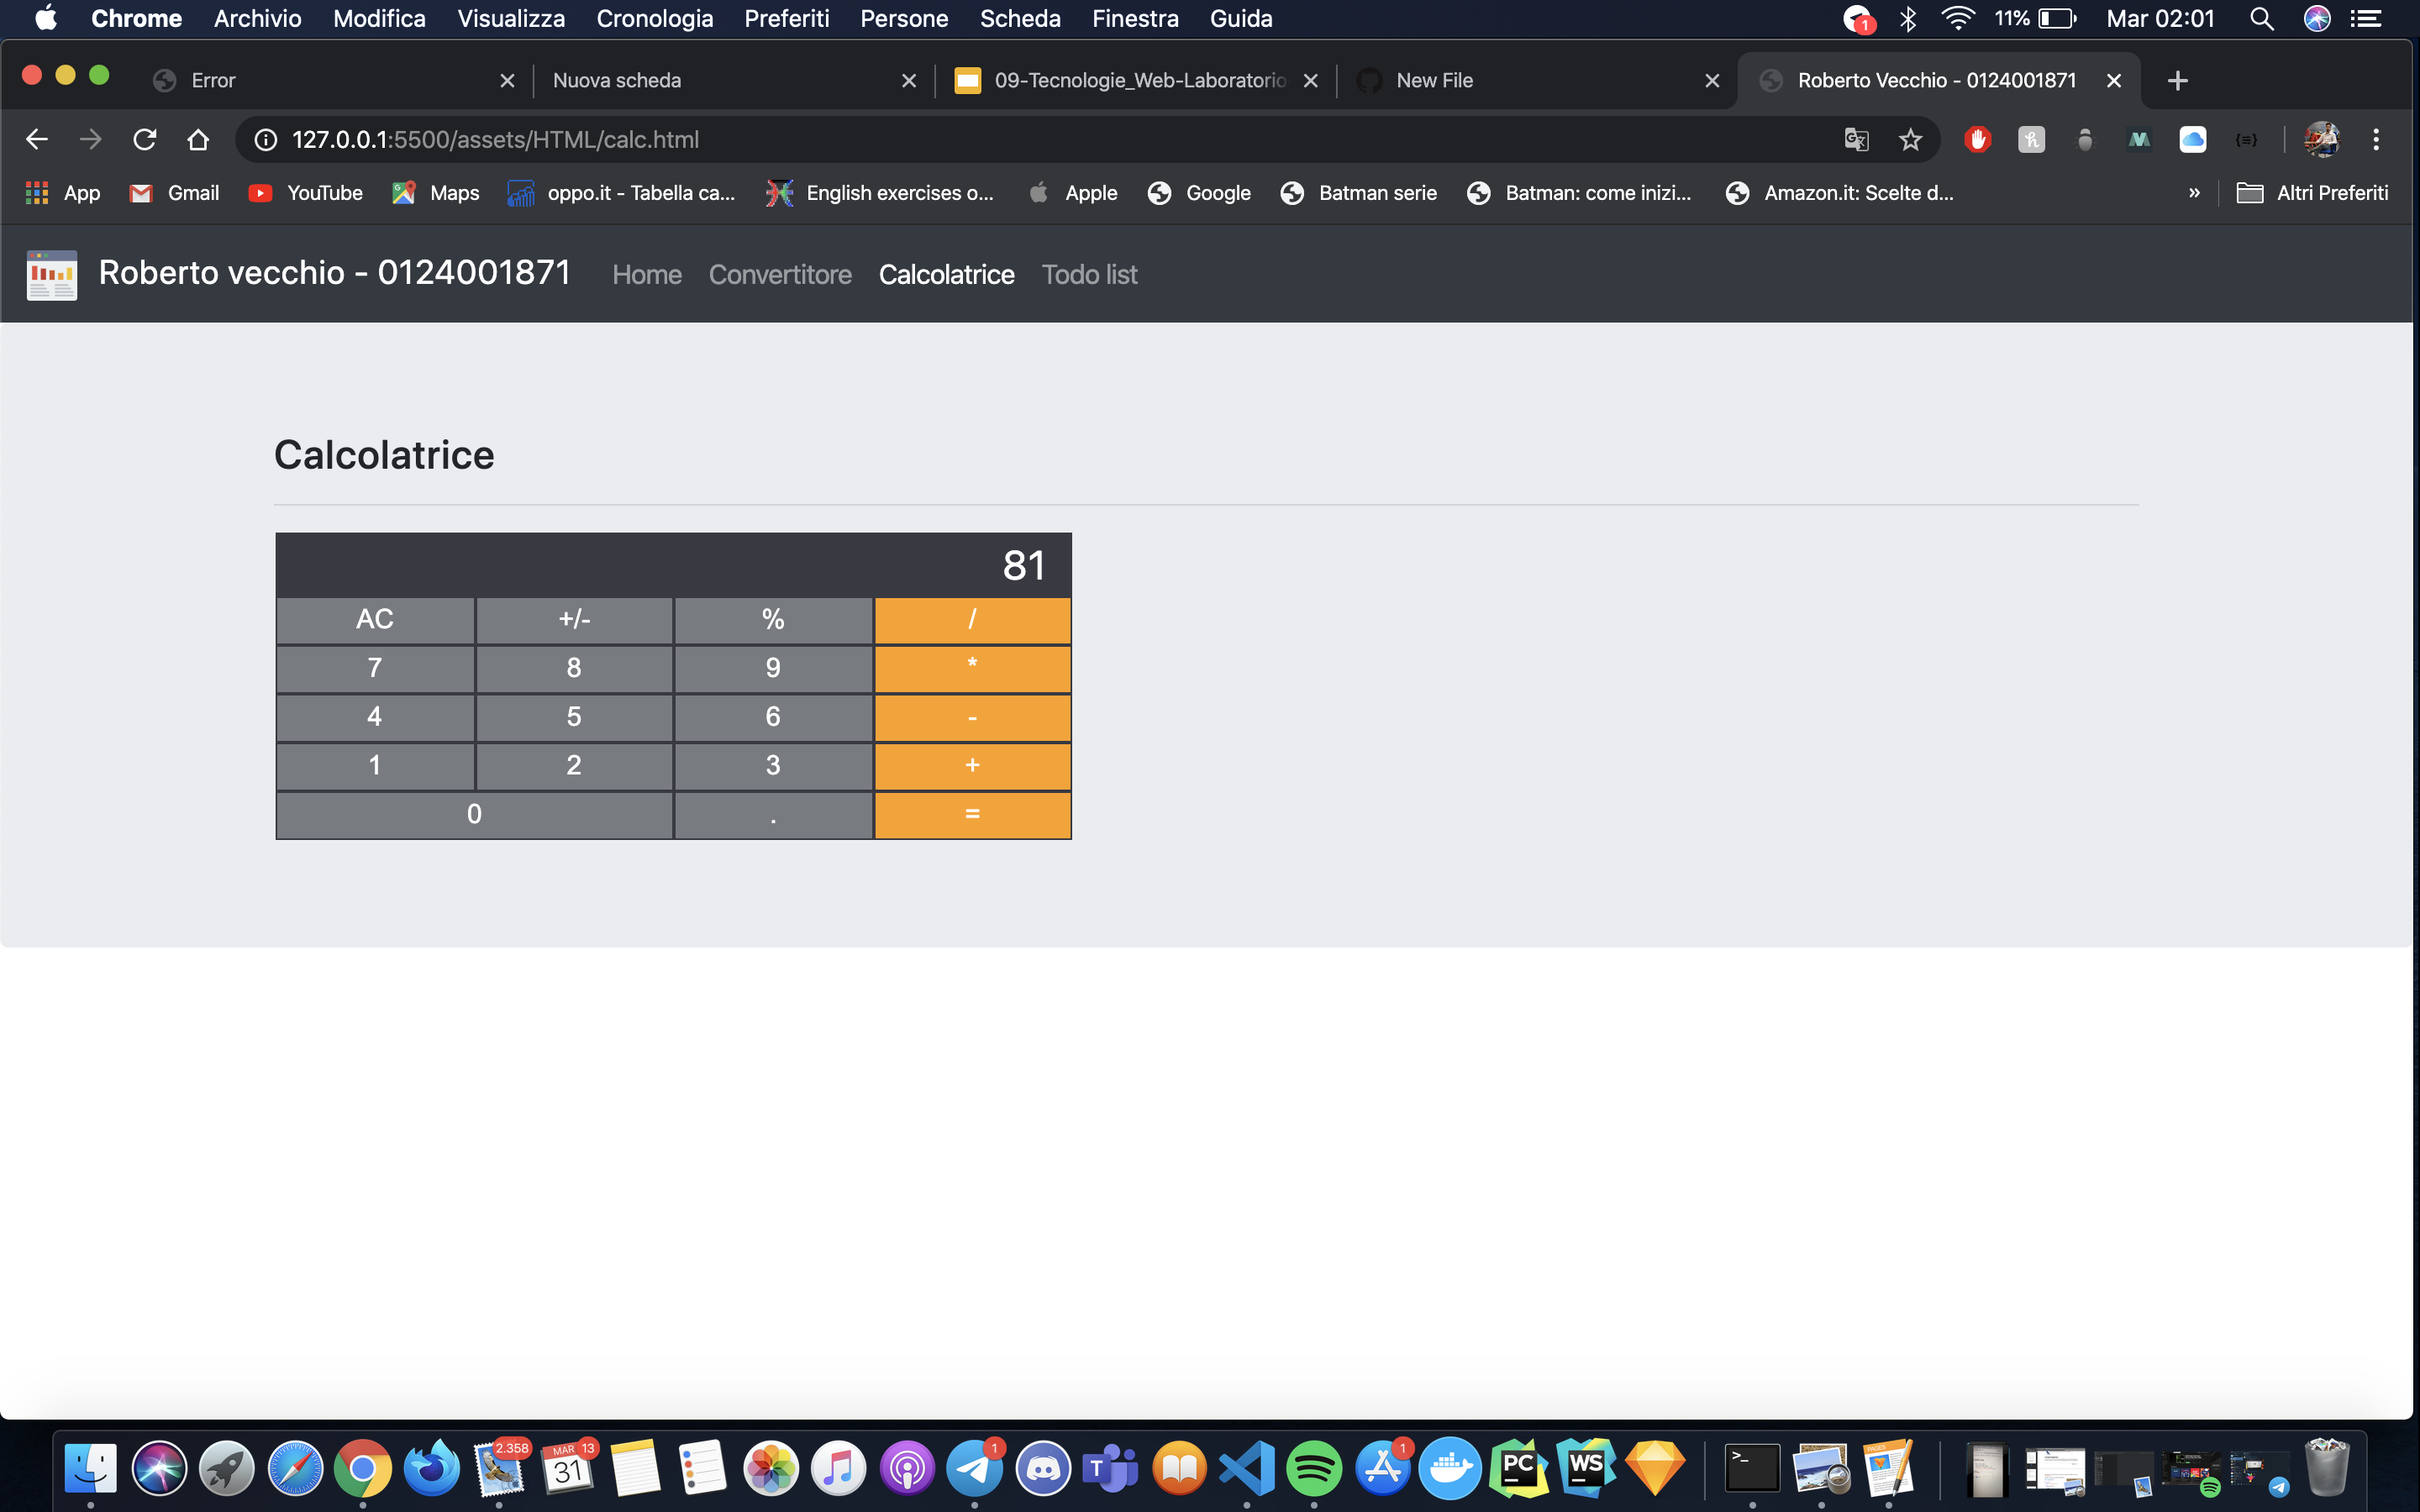 Chrome Archivio Modifica Visualizza Cronologia Preferiti Persone Scheda Finestra Guida 1 11% Mar 02:01
Error Nuova scheda 09-Tecnologie_Web-Laboratorio New File Roberto Vecchio - 0124001871
127.0.0.1:5500/assets/HTML/calc.html
App Gmail YouTube Maps oppo.it - Tabella ca... English exercises o... Apple Google Batman serie Batman: come inizi... Amazon.it: Scelte d... » Altri Preferiti
Roberto vecchio - 0124001871 Home Convertitore Calcolatrice Todo list
Calcolatrice
81
AC +/- % /
7 8 9 *
4 5 6 -
1 2 3 +
0 . =
2.358 MAR 31 13 1 T 1 PC WS >_ PAGES